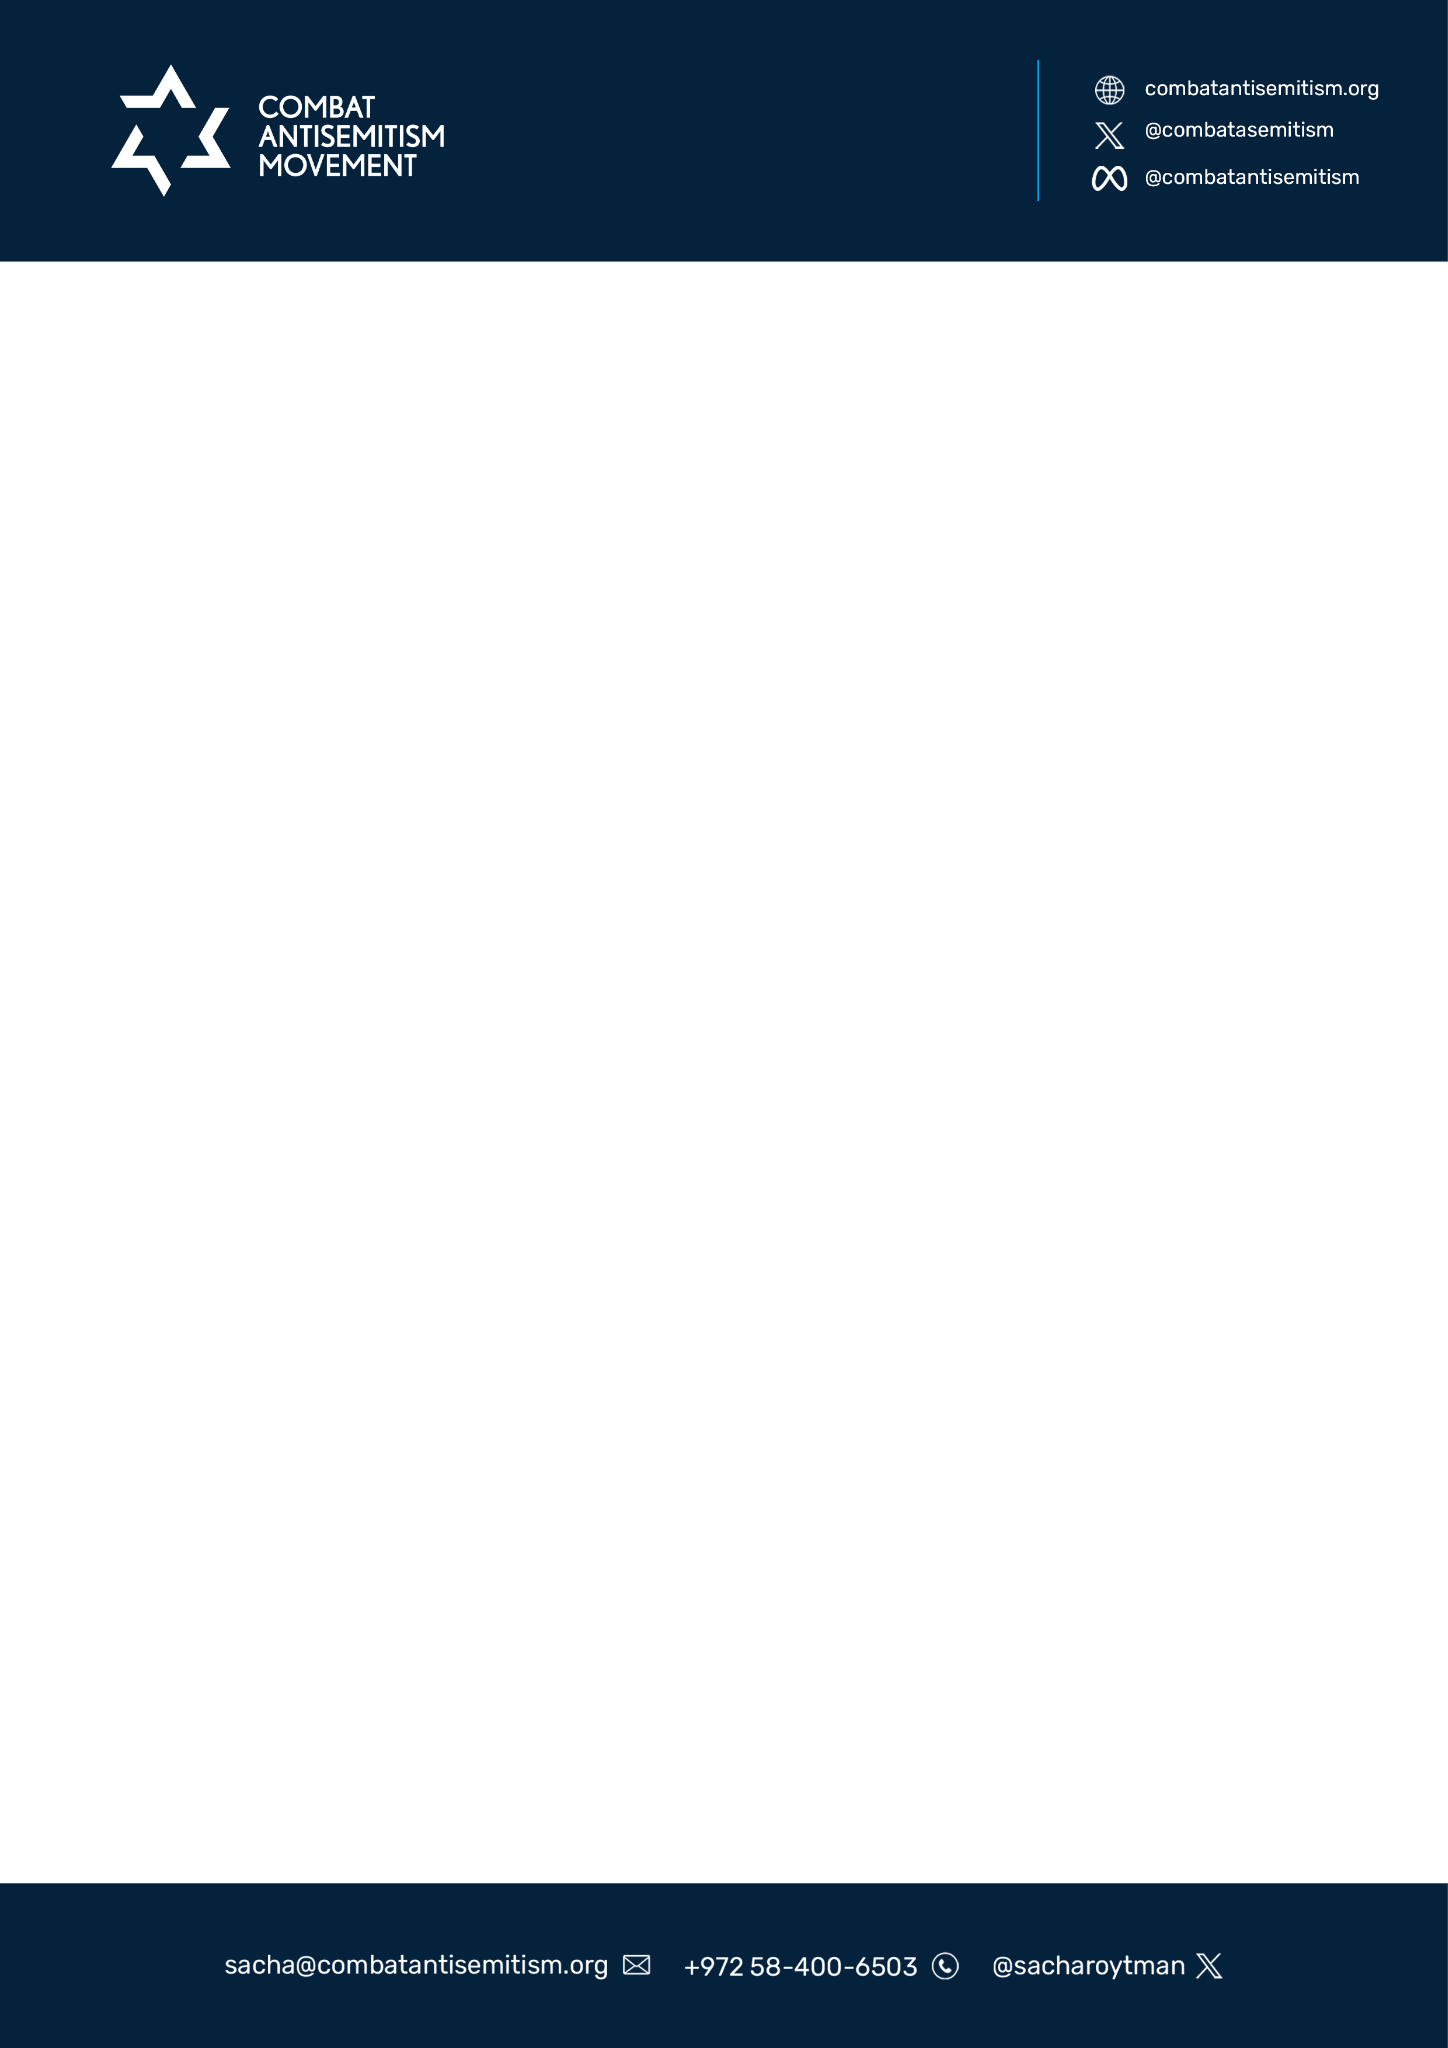 COMBAT
ANTISEMITISM
MOVEMENT
combatantisemitism.org
@combatasemitism
@combatantisemitism
sacha@combatantisemitism.org +972 58-400-6503 @sacharoytman